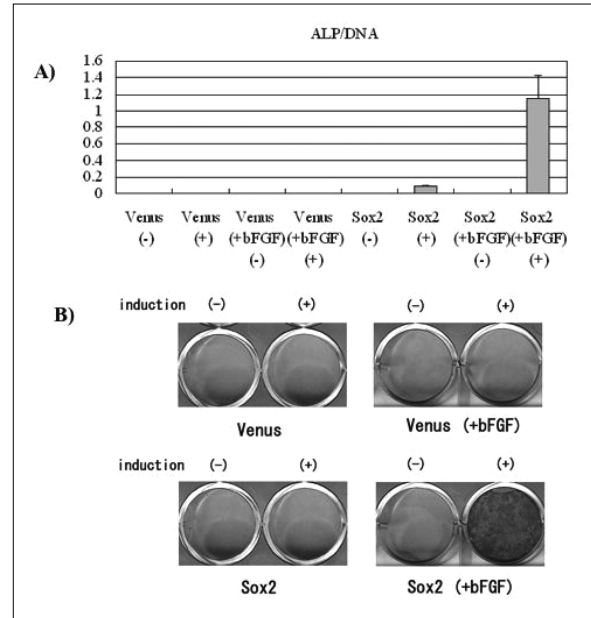 ALP/DNA
A)
1.6
1.4
1.2
1
0.8
0.6
0.4
0.2
0
Venus Venus Venus Venus Sox2 Sox2 Sox2 Sox2
(-) (+) (+bFGF) (+bFGF) (-) (+) (+bFGF) (+bFGF)
(-) (+) (-) (+)
B)
induction (-) (+) (-) (+)
Venus Venus (+bFGF)
induction (-) (+) (-) (+)
Sox2 Sox2 (+bFGF)